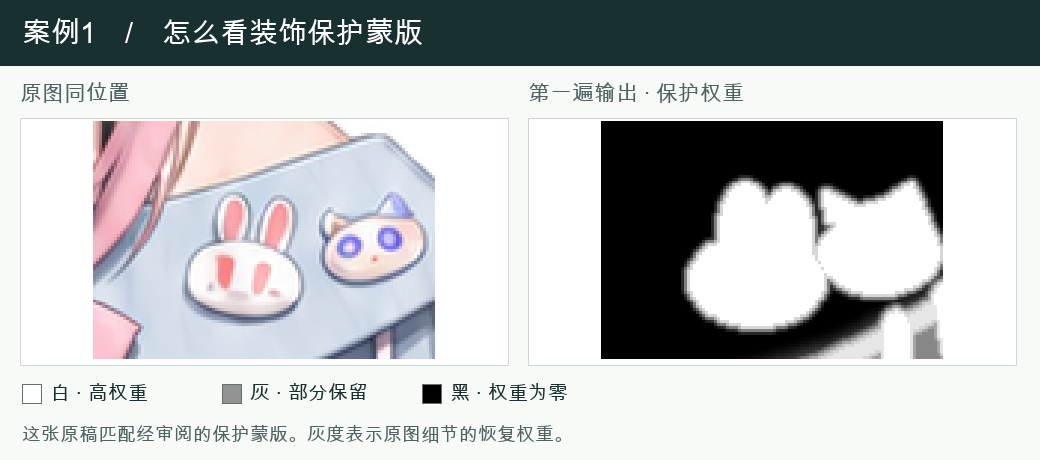 案例1 / 怎么看装饰保护蒙版
原图同位置
第一遍输出 · 保护权重
白 · 高权重
灰 · 部分保留
黑 · 权重为零
这张原稿匹配经审阅的保护蒙版。灰度表示原图细节的恢复权重。